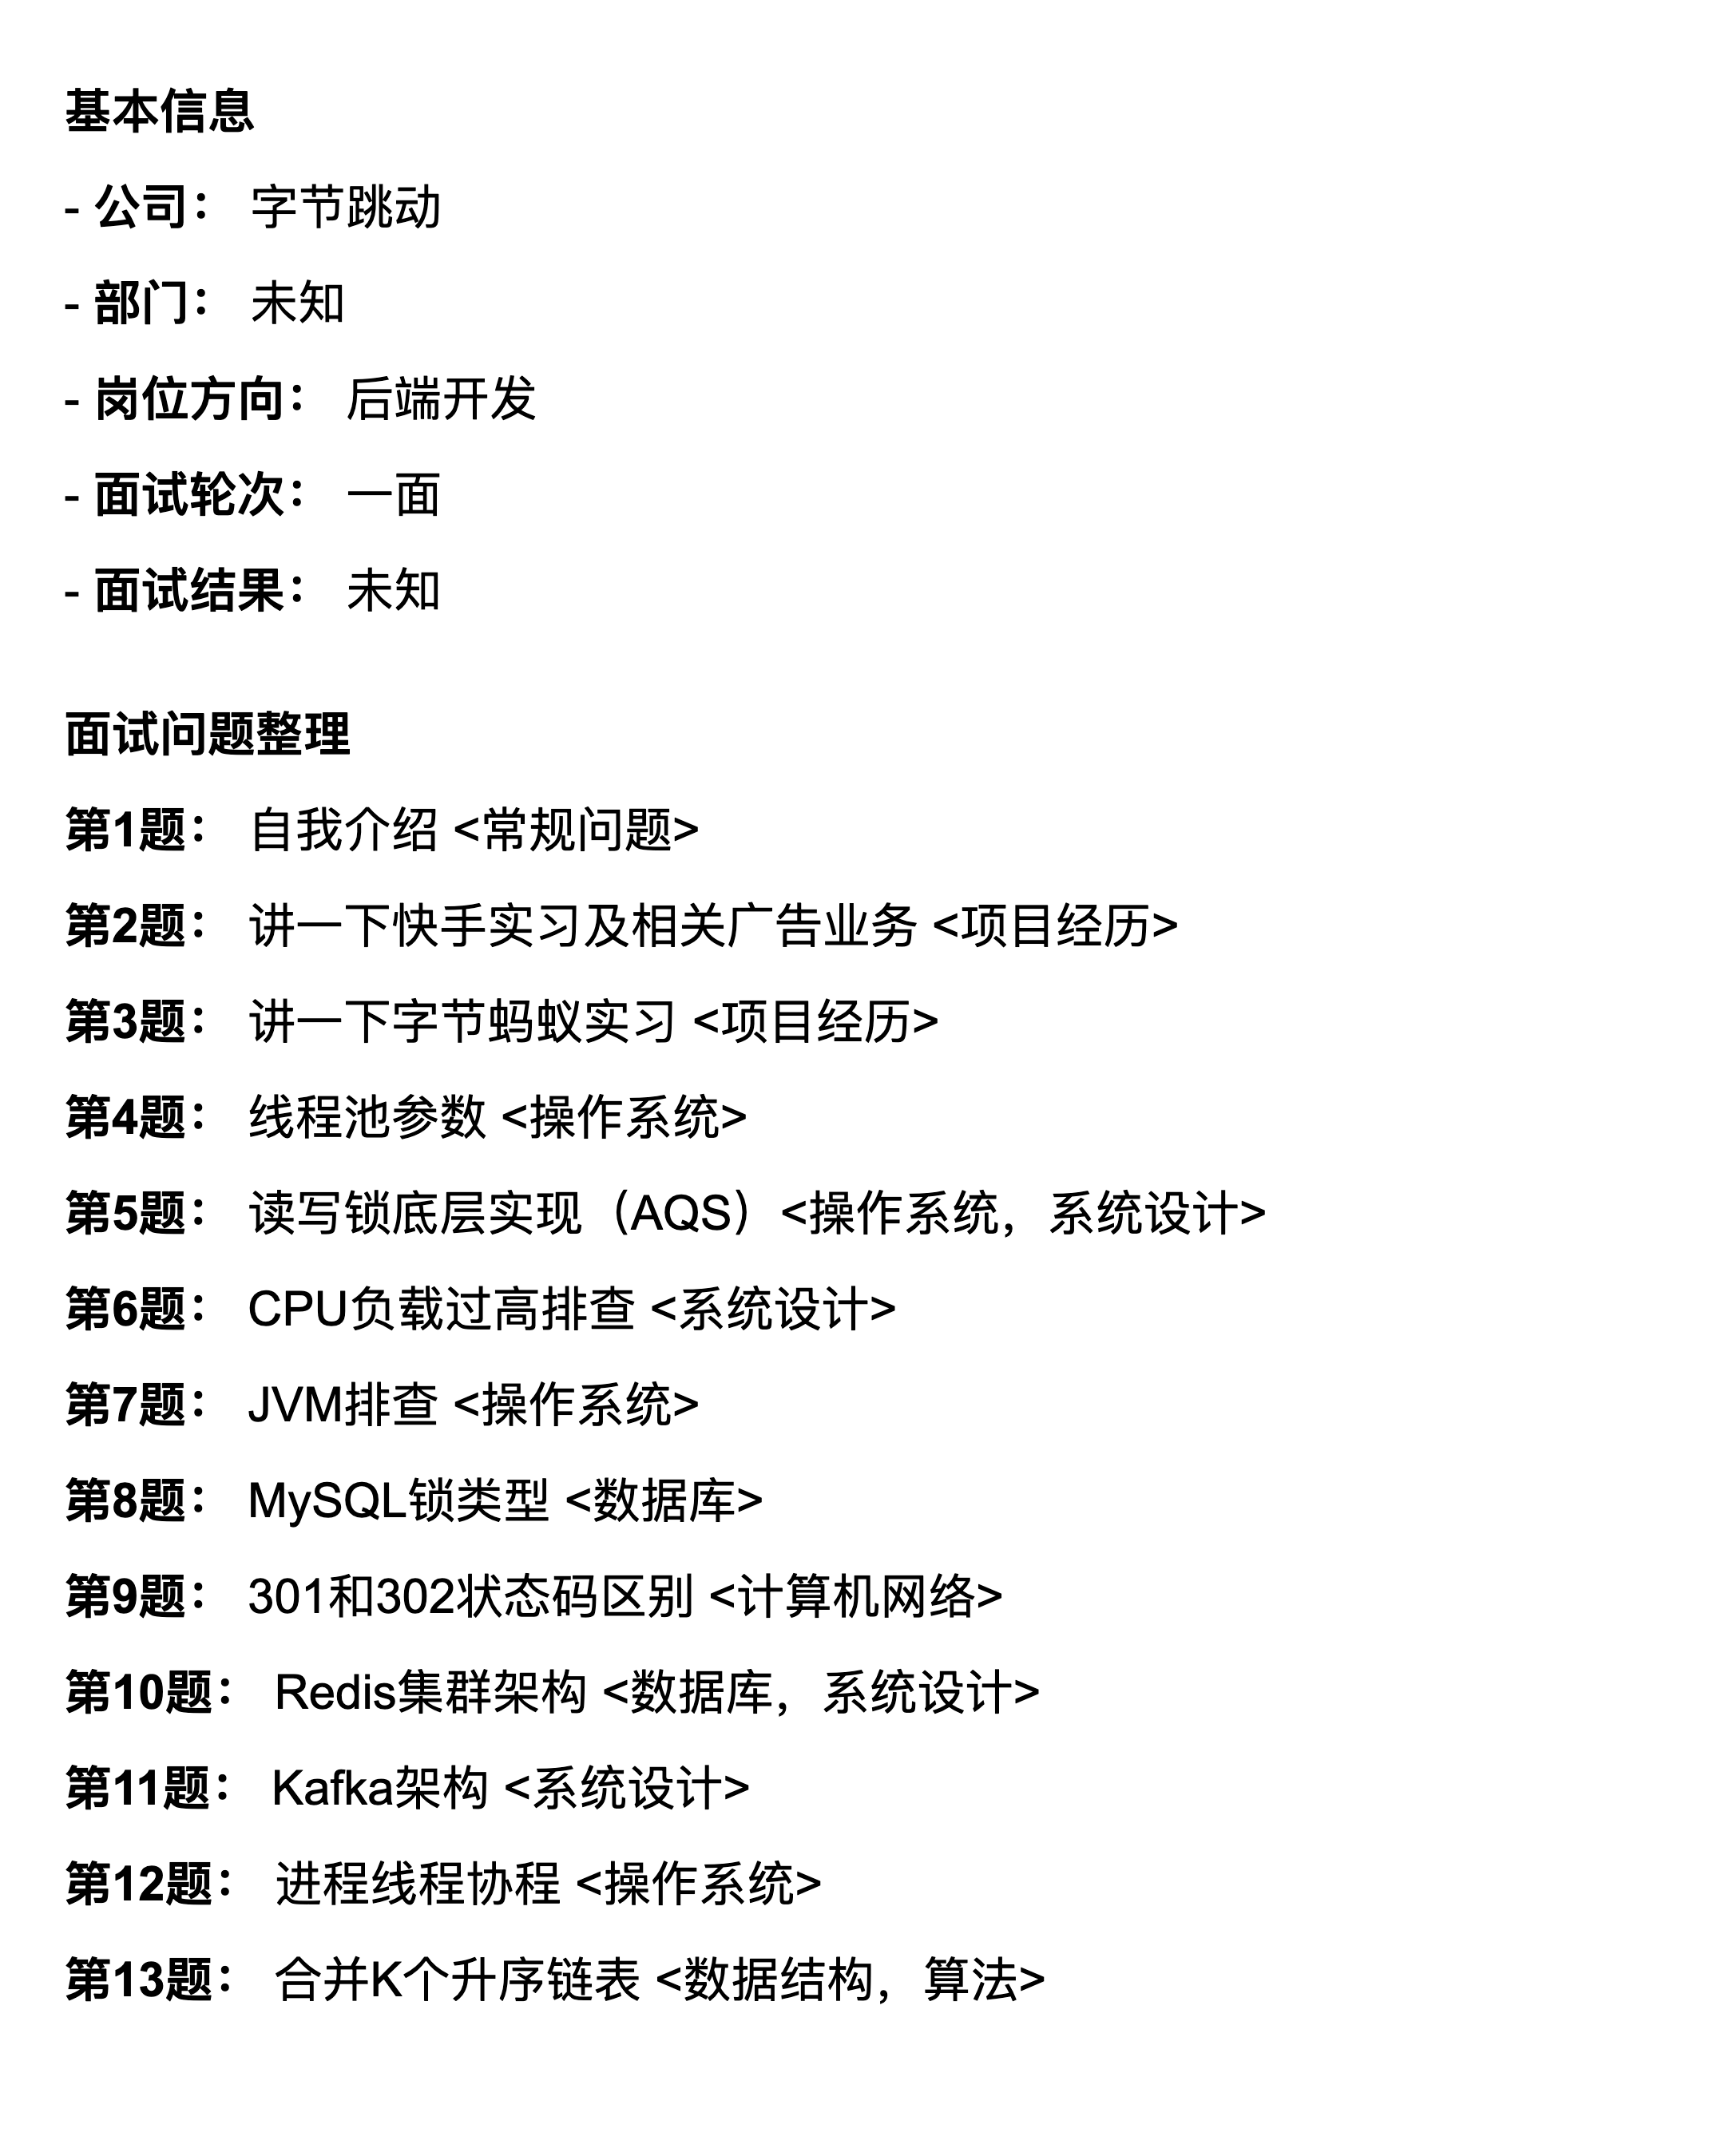 基本信息
- 公司： 字节跳动
- 部门： 未知
- 岗位方向： 后端开发
- 面试轮次： 一面
- 面试结果： 未知
面试问题整理
第1题： 自我介绍 <常规问题>
第2题： 讲一下快手实习及相关广告业务 <项目经历>
第3题： 讲一下字节蚂蚁实习 <项目经历>
第4题： 线程池参数 <操作系统>
第5题： 读写锁底层实现（AQS）<操作系统，系统设计>
第6题： CPU负载过高排查 <系统设计>
第7题： JVM排查 <操作系统>
第8题： MySQL锁类型 <数据库>
第9题： 301和302状态码区别 <计算机网络>
第10题： Redis集群架构 <数据库，系统设计>
第11题： Kafka架构 <系统设计>
第12题： 进程线程协程 <操作系统>
第13题： 合并K个升序链表 <数据结构，算法>